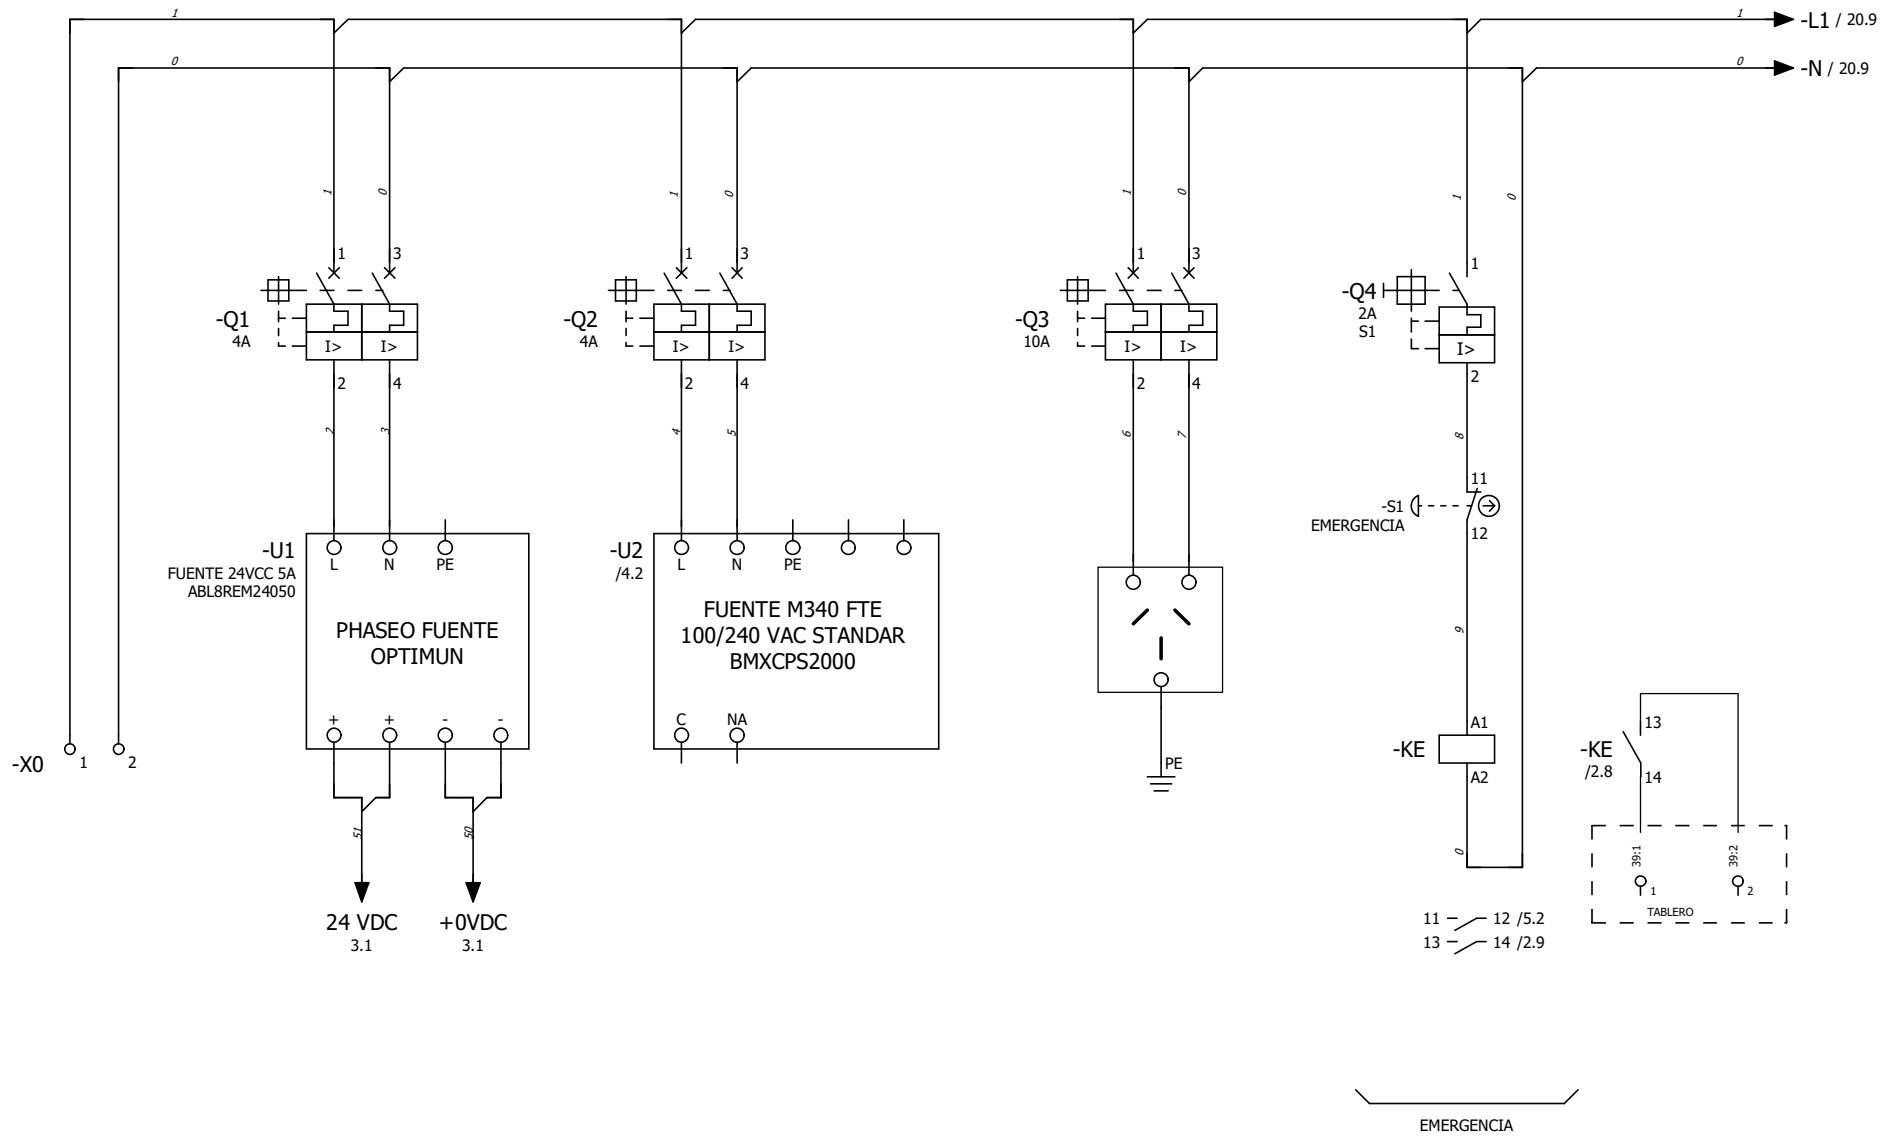 1
1
-L1 / 20.9
0
0
-N / 20.9
1
0
1
0
1
0
1
0
1
3
1
3
1
3
1
-Q1
4A
I>
I>
-Q2
4A
I>
I>
-Q3
10A
I>
I>
-Q4
2A
S1
I>
2
4
2
4
2
4
2
2
3
4
5
6
7
8
11
-S1
EMERGENCIA
12
-U1
FUENTE 24VCC 5A
ABL8REM24050
L
N
PE
PHASEO FUENTE
OPTIMUN
+
+
-
-
-U2
/4.2
L
N
PE
FUENTE M340 FTE
100/240 VAC STANDAR
BMXCPS2000
C
NA
9
A1
-KE
A2
13
-KE
/2.8
14
-X0
1
2
PE
51
50
0
39:1
39:2
1
2
TABLERO
24 VDC
3.1
+0VDC
3.1
11
12 /5.2
13
14 /2.9
EMERGENCIA